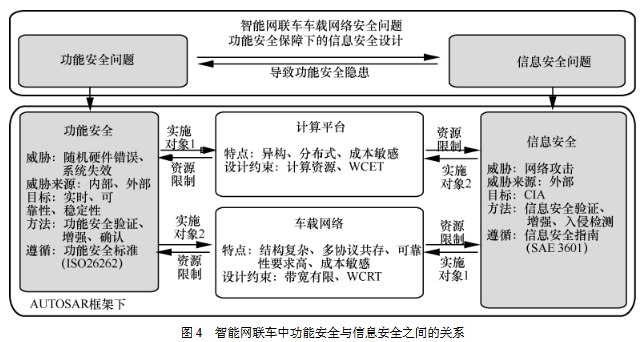 智能网联车车载网络安全问题
功能安全保障下的信息安全设计
功能安全问题
信息安全问题
导致功能安全隐患
功能安全
威胁：随机硬件错误、
系统失效
威胁来源：内部、外部
目标：实时、可
靠性、稳定性
方法：功能安全验证、
增强、确认
遵循：功能安全标准
(ISO26262)
实施
对象1
资源
限制
实施
对象2
资源
限制
计算平台
特点：异构、分布式、成本敏感
设计约束：计算资源、WCET
车载网络
特点：结构复杂、多协议共存、可靠
性要求高、成本敏感
设计约束：带宽有限、WCRT
资源
限制
实施
对象2
资源
限制
实施
对象1
信息安全
威胁：网络攻击
威胁来源：外部
目标：CIA
方法：信息安全验证、
增强、入侵检测
遵循：信息安全指南
(SAE 3601)
AUTOSAR框架下
图 4 智能网联车中功能安全与信息安全之间的关系